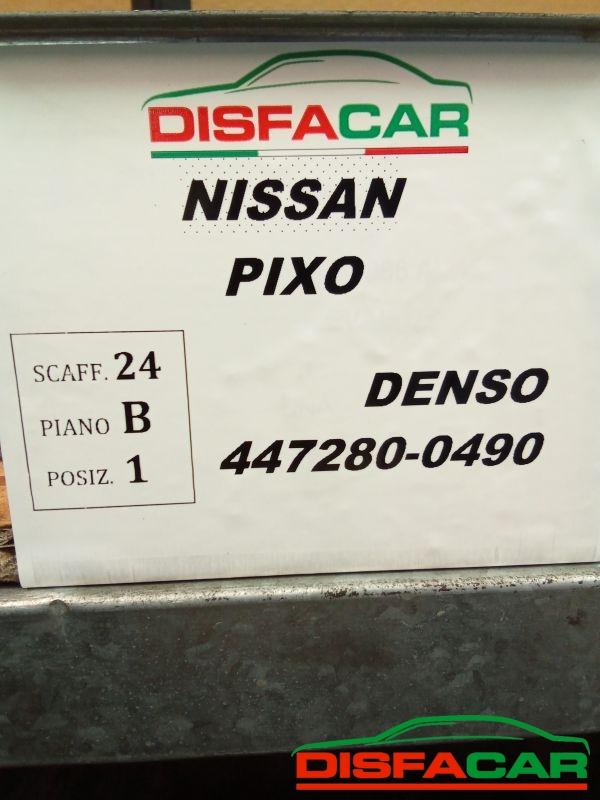 DISFACAR
NISSAN
PIXO
SCAFF. 24
PIANO B
POSIZ. 1
DENSO
447280-0490
DISFACAR